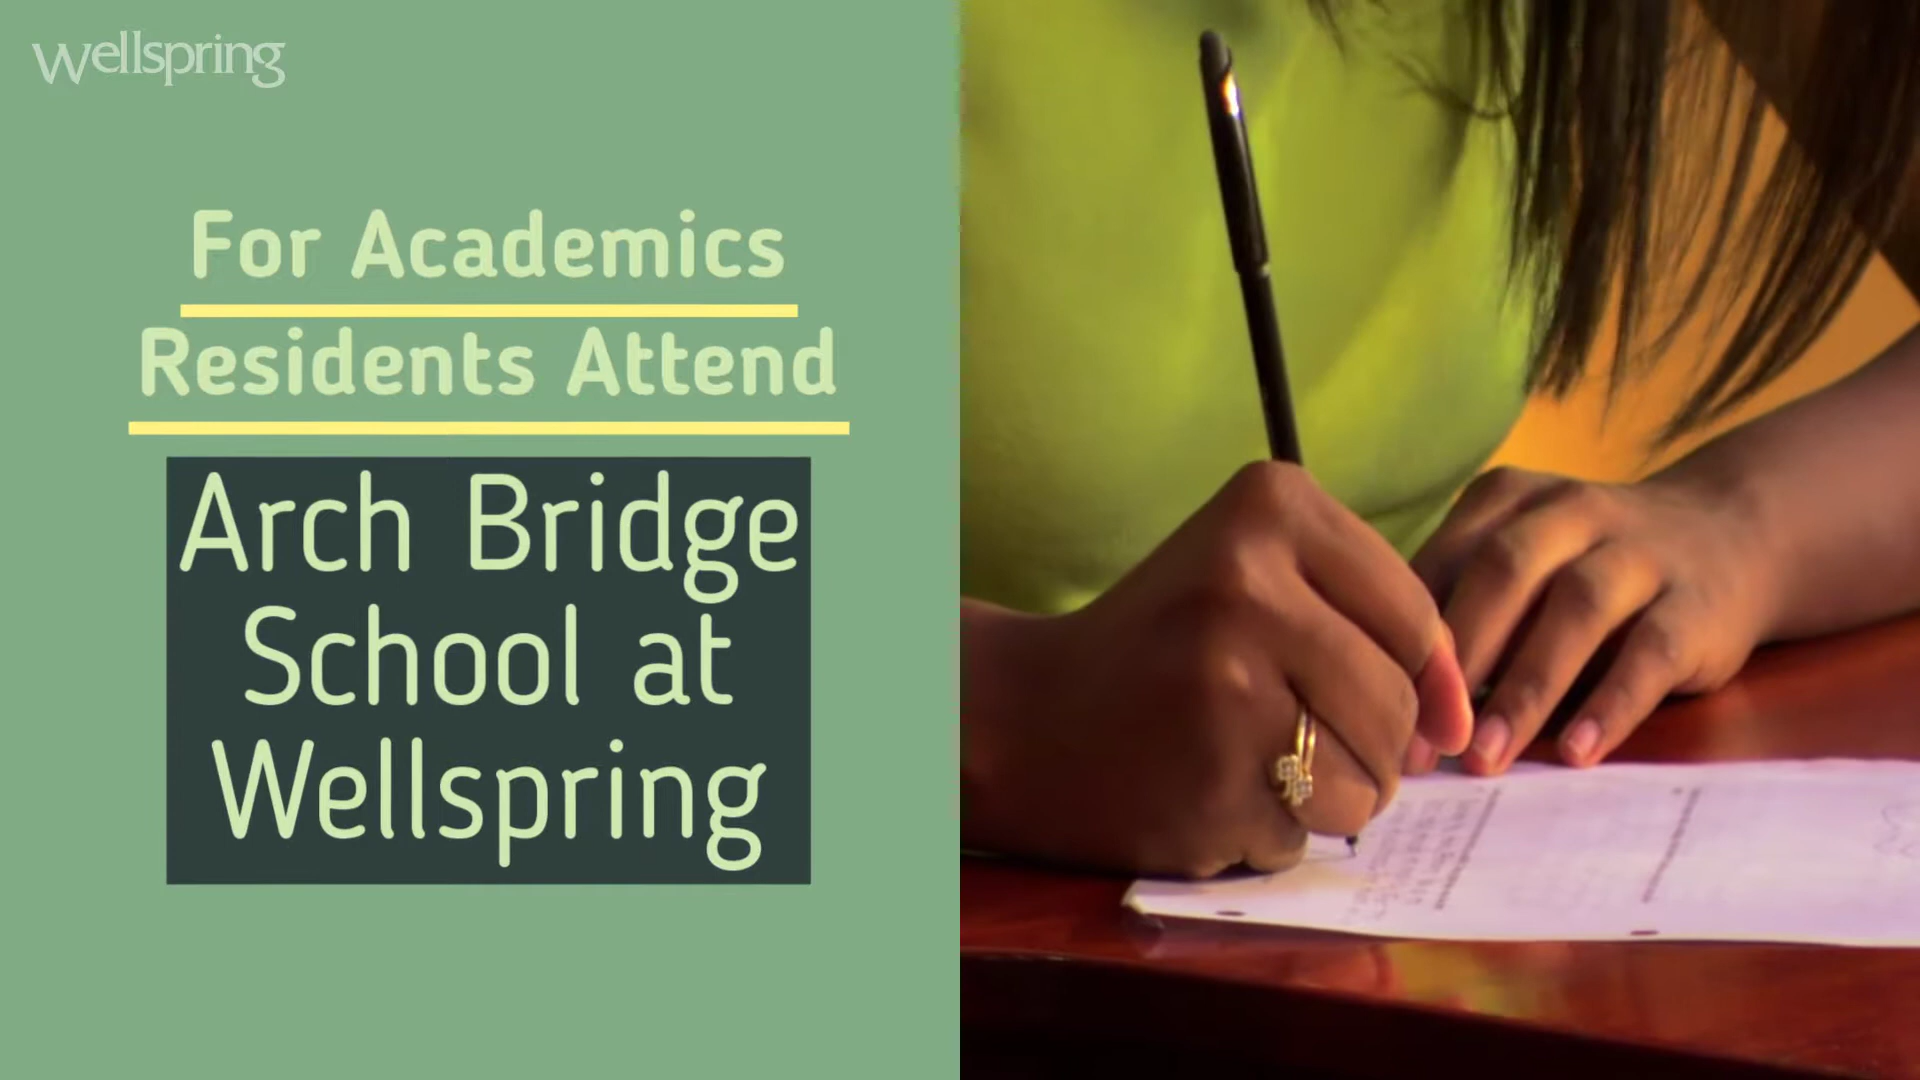 wellspring
For Academics
Residents Attend
Arch Bridge
School at
Wellspring